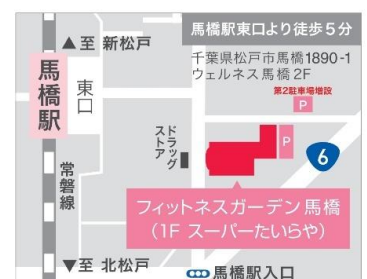 馬橋駅東口より徒歩5分
▲至 新松戸
千葉県松戸市馬橋1890-1
ウェルネス馬橋2F
第2駐車場増設
P
馬橋駅
東口
ドラッグ
ストア
P
6
常磐線
フィットネスガーデン馬橋
(1F スーパーたいらや)
▼至 北松戸
馬橋駅入口